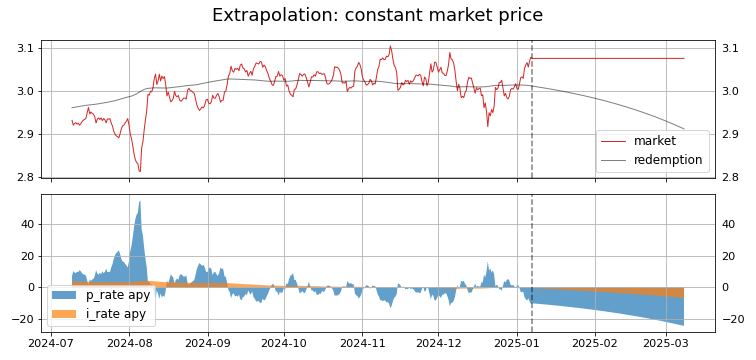 Extrapolation: constant market price
3.1
3.1
3.0
3.0
2.9
2.9
2.8
2.8
market
redemption
40
40
20
20
0
0
−20
−20
p_rate apy
i_rate apy
2024-07 2024-08 2024-09 2024-10 2024-11 2024-12 2025-01 2025-02 2025-03